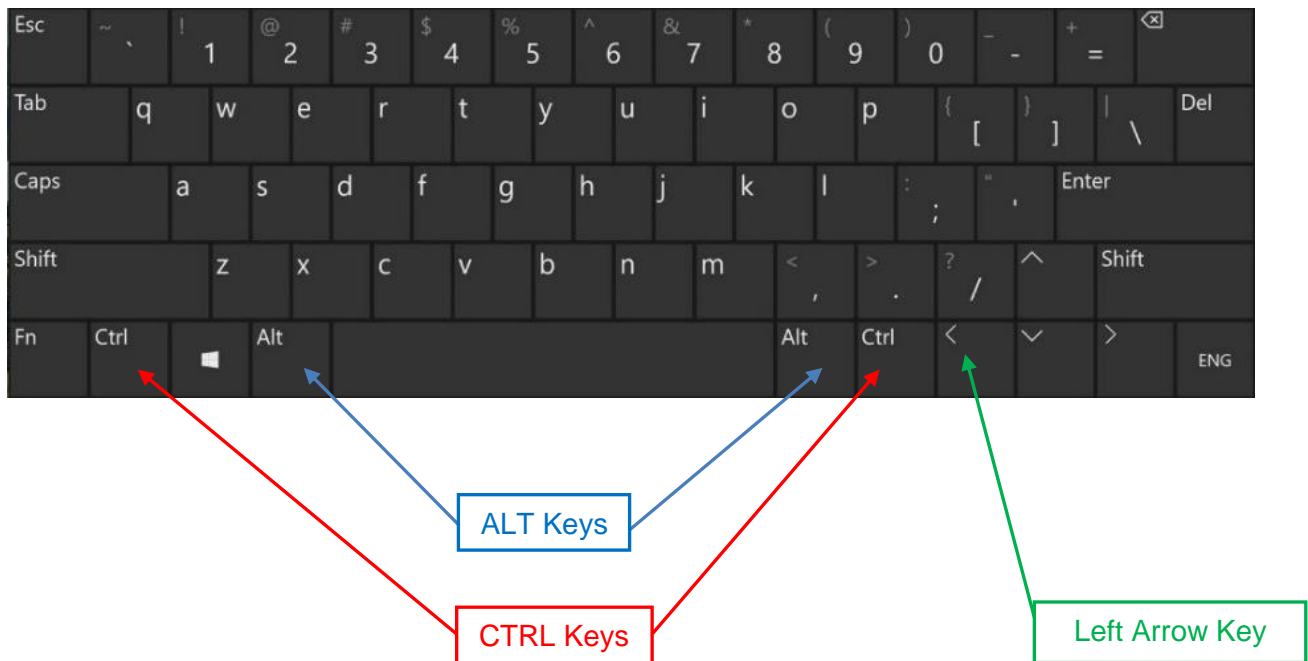 Esc ~ ` ! 1 @ 2 # 3 $ 4 % 5 ^ 6 & 7 * 8 ( 9 ) 0 _ - + =
Tab q w e r t y u i o p { [ } ] | \ Del
Caps a s d f g h j k l : ; " ' Enter
Shift z x c v b n m < , > . ? / Shift
Fn Ctrl Alt Alt Ctrl ENG
ALT Keys
CTRL Keys
Left Arrow Key